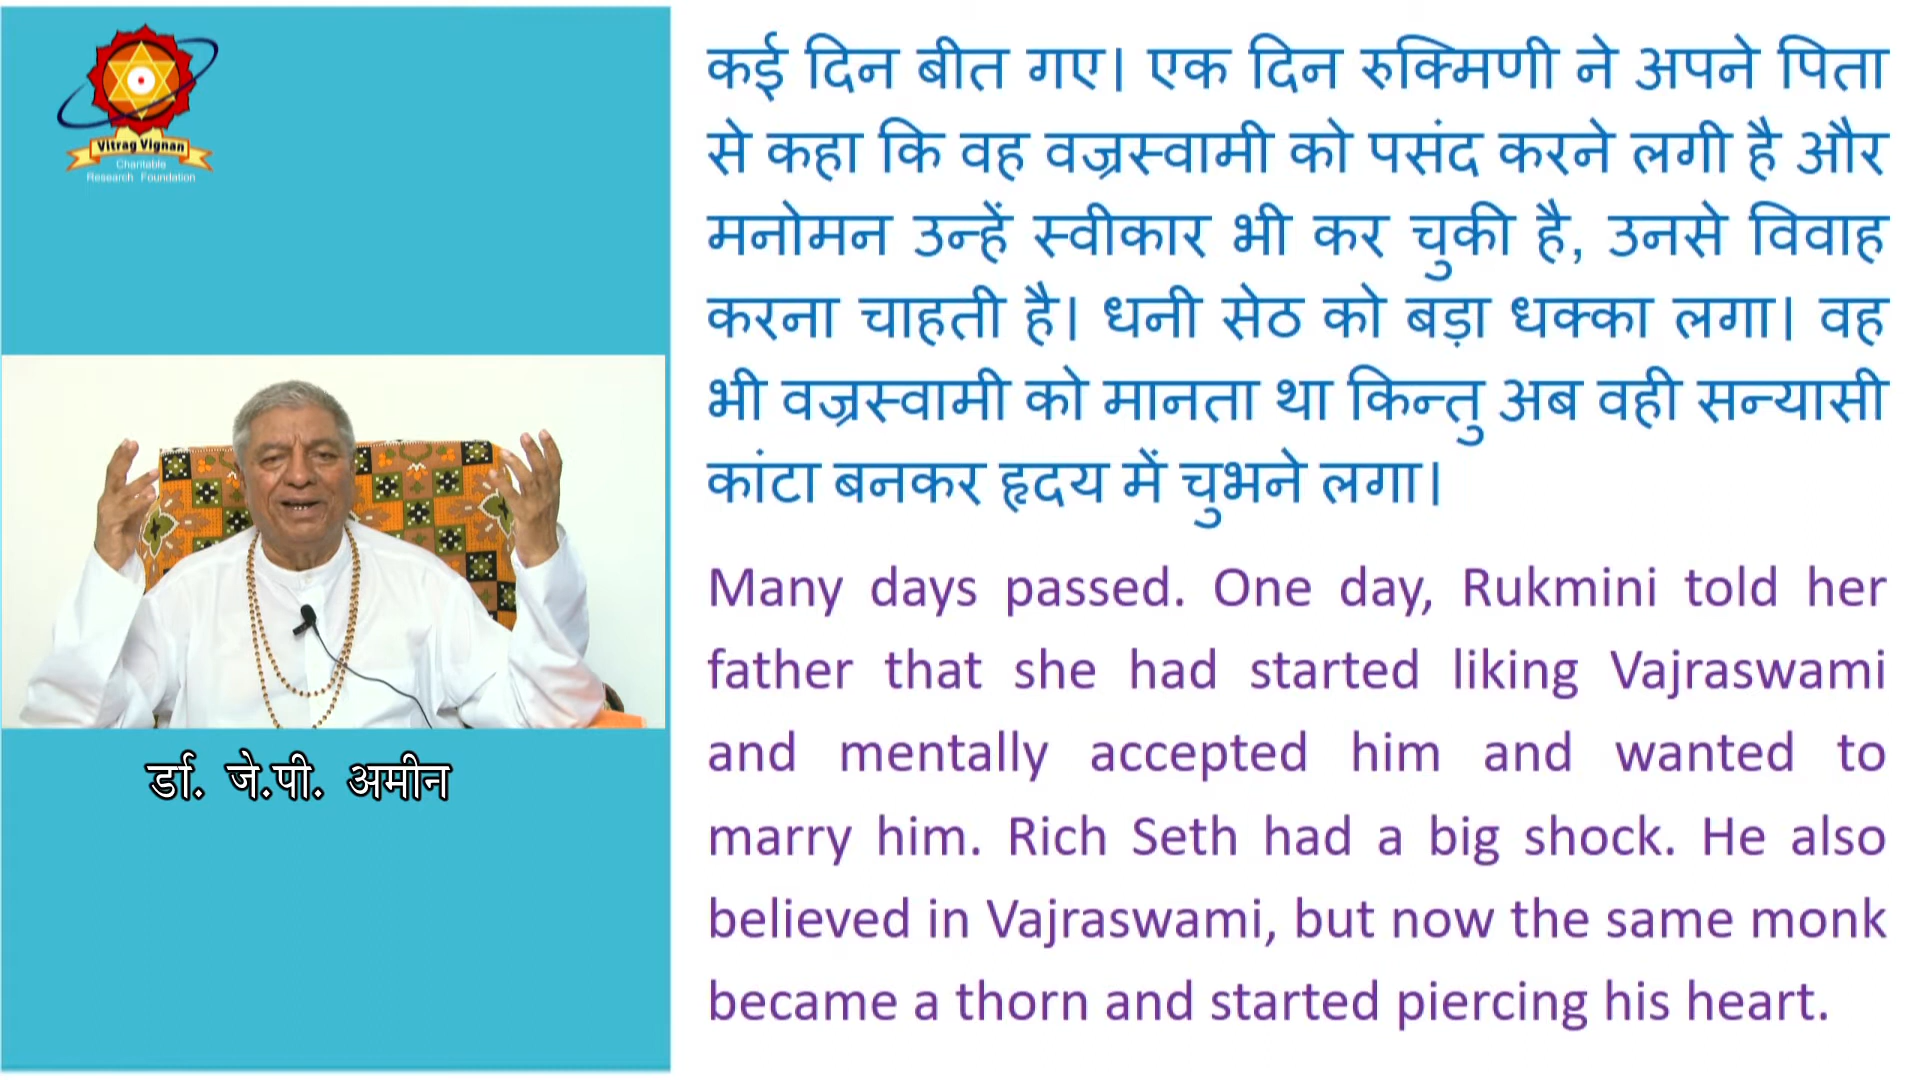 Vitrag Vignan
Charitable
Research Foundation
र्डा. जे.पी. अमीन
कई दिन बीत गए। एक दिन रुक्मिणी ने अपने पिता
से कहा कि वह वज्रस्वामी को पसंद करने लगी है और
मनोमन उन्हें स्वीकार भी कर चुकी है, उनसे विवाह
करना चाहती है। धनी सेठ को बड़ा धक्का लगा। वह
भी वज्रस्वामी को मानता था किन्तु अब वही सन्यासी
कांटा बनकर हृदय में चुभने लगा।
Many days passed. One day, Rukmini told her
father that she had started liking Vajraswami
and mentally accepted him and wanted to
marry him. Rich Seth had a big shock. He also
believed in Vajraswami, but now the same monk
became a thorn and started piercing his heart.